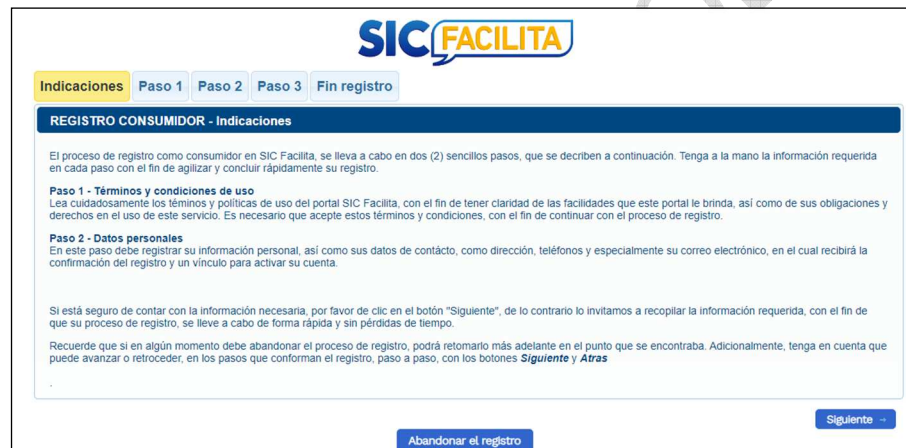 SIC FACILITA
Indicaciones Paso 1 Paso 2 Paso 3 Fin registro
REGISTRO CONSUMIDOR - Indicaciones
El proceso de registro como consumidor en SIC Facilita, se lleva a cabo en dos (2) sencillos pasos, que se decriben a continuación. Tenga a la mano la información requerida
en cada paso con el fin de agilizar y concluir rápidamente su registro.
Paso 1 - Términos y condiciones de uso
Lea cuidadosamente los téminos y políticas de uso del portal SIC Facilita, con el fin de tener claridad de las facilidades que este portal le brinda, así como de sus obligaciones y
derechos en el uso de este servicio. Es necesario que acepte estos términos y condiciones, con el fin de continuar con el proceso de registro.
Paso 2 - Datos personales
En este paso debe registrar su información personal, así como sus datos de contácto, como dirección, teléfonos y especialmente su correo electrónico, en el cual recibirá la
confirmación del registro y un vínculo para activar su cuenta.
Si está seguro de contar con la información necesaria, por favor de clic en el botón "Siguiente", de lo contrario lo invitamos a recopilar la información requerida, con el fin de
que su proceso de registro, se lleve a cabo de forma rápida y sin pérdidas de tiempo.
Recuerde que si en algún momento debe abandonar el proceso de registro, podrá retomarlo más adelante en el punto que se encontraba. Adicionalmente, tenga en cuenta que
puede avanzar o retroceder, en los pasos que conforman el registro, paso a paso, con los botones Siguiente y Atras
.
Siguiente →
Abandonar el registro